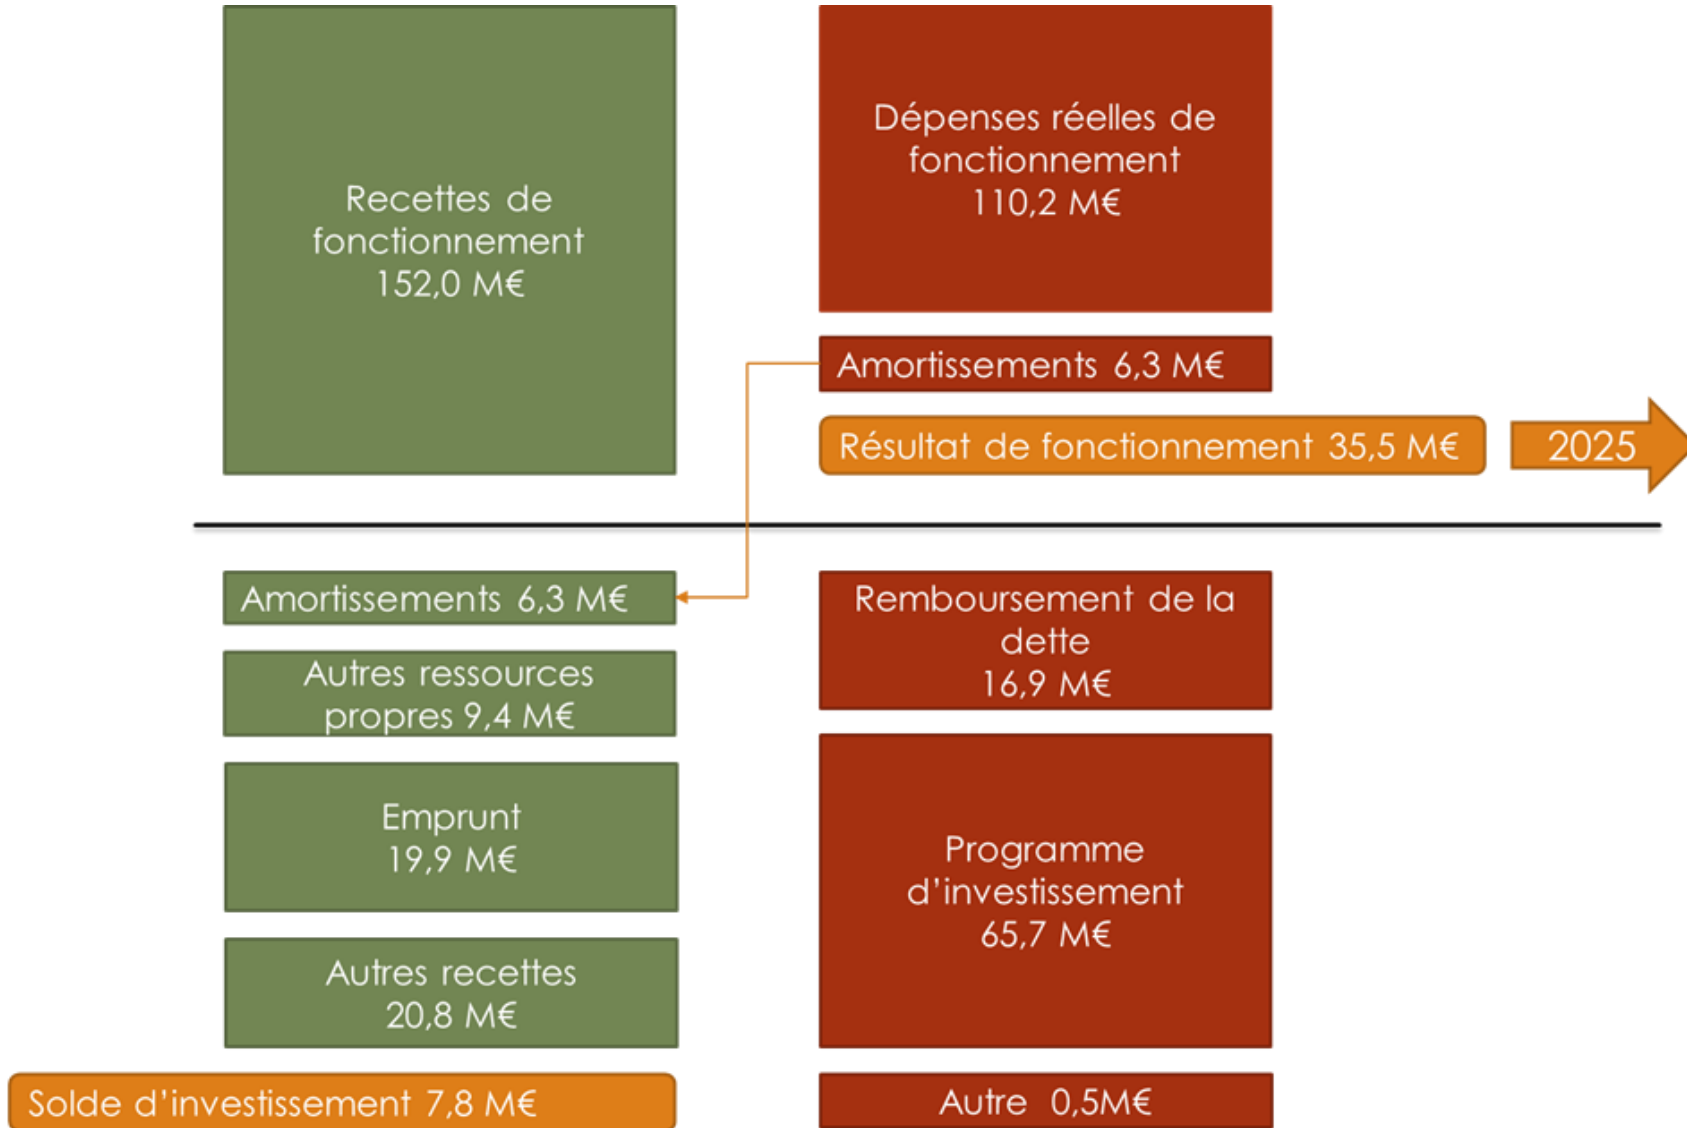 Recettes de
fonctionnement
152,0 M€
Dépenses réelles de
fonctionnement
110,2 M€
Amortissements 6,3 M€
Résultat de fonctionnement 35,5 M€
2025
Amortissements 6,3 M€
Autres ressources
propres 9,4 M€
Emprunt
19,9 M€
Autres recettes
20,8 M€
Solde d’investissement 7,8 M€
Remboursement de la
dette
16,9 M€
Programme
d’investissement
65,7 M€
Autre 0,5M€